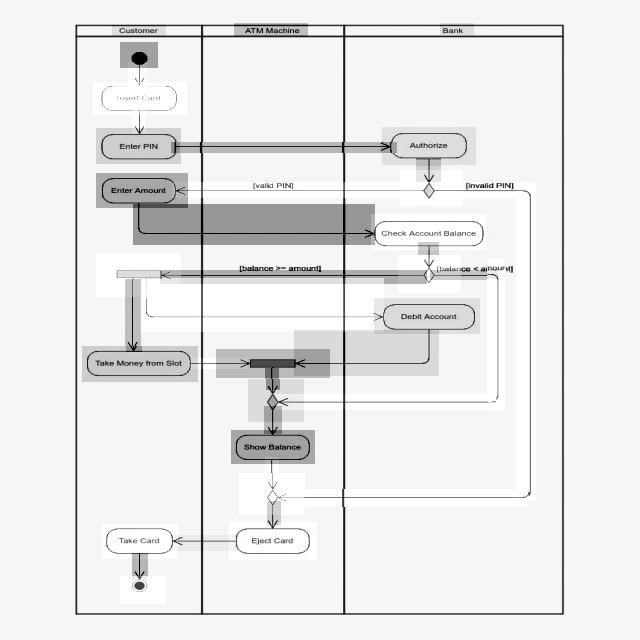 Customer
ATM Machine
Bank
Insert Card
Enter PIN
Authorize
Enter Amount
[valid PIN]
[invalid PIN]
Check Account Balance
[balance >= amount]
[balance < amount]
Debit Account
Take Money from Slot
Show Balance
Take Card
Eject Card